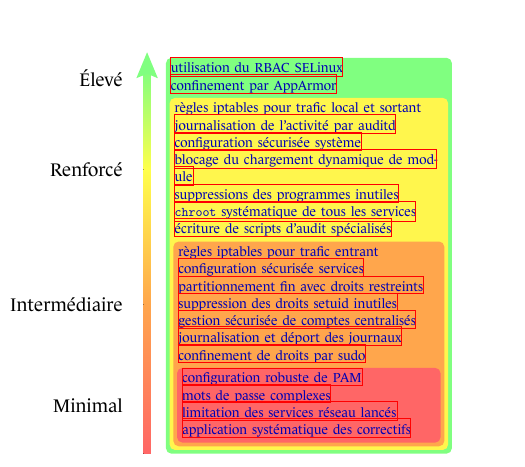 Élevé
utilisation du RBAC SELinux
confinement par AppArmor
Renforcé
règles iptables pour trafic local et sortant
journalisation de l'activité par auditd
configuration sécurisée système
blocage du chargement dynamique de mod-
ule
suppressions des programmes inutiles
chroot systématique de tous les services
écriture de scripts d'audit spécialisés
Intermédiaire
règles iptables pour trafic entrant
configuration sécurisée services
partitionnement fin avec droits restreints
suppression des droits setuid inutiles
gestion sécurisée de comptes centralisés
journalisation et déport des journaux
confinement de droits par sudo
Minimal
configuration robuste de PAM
mots de passe complexes
limitation des services réseau lancés
application systématique des correctifs